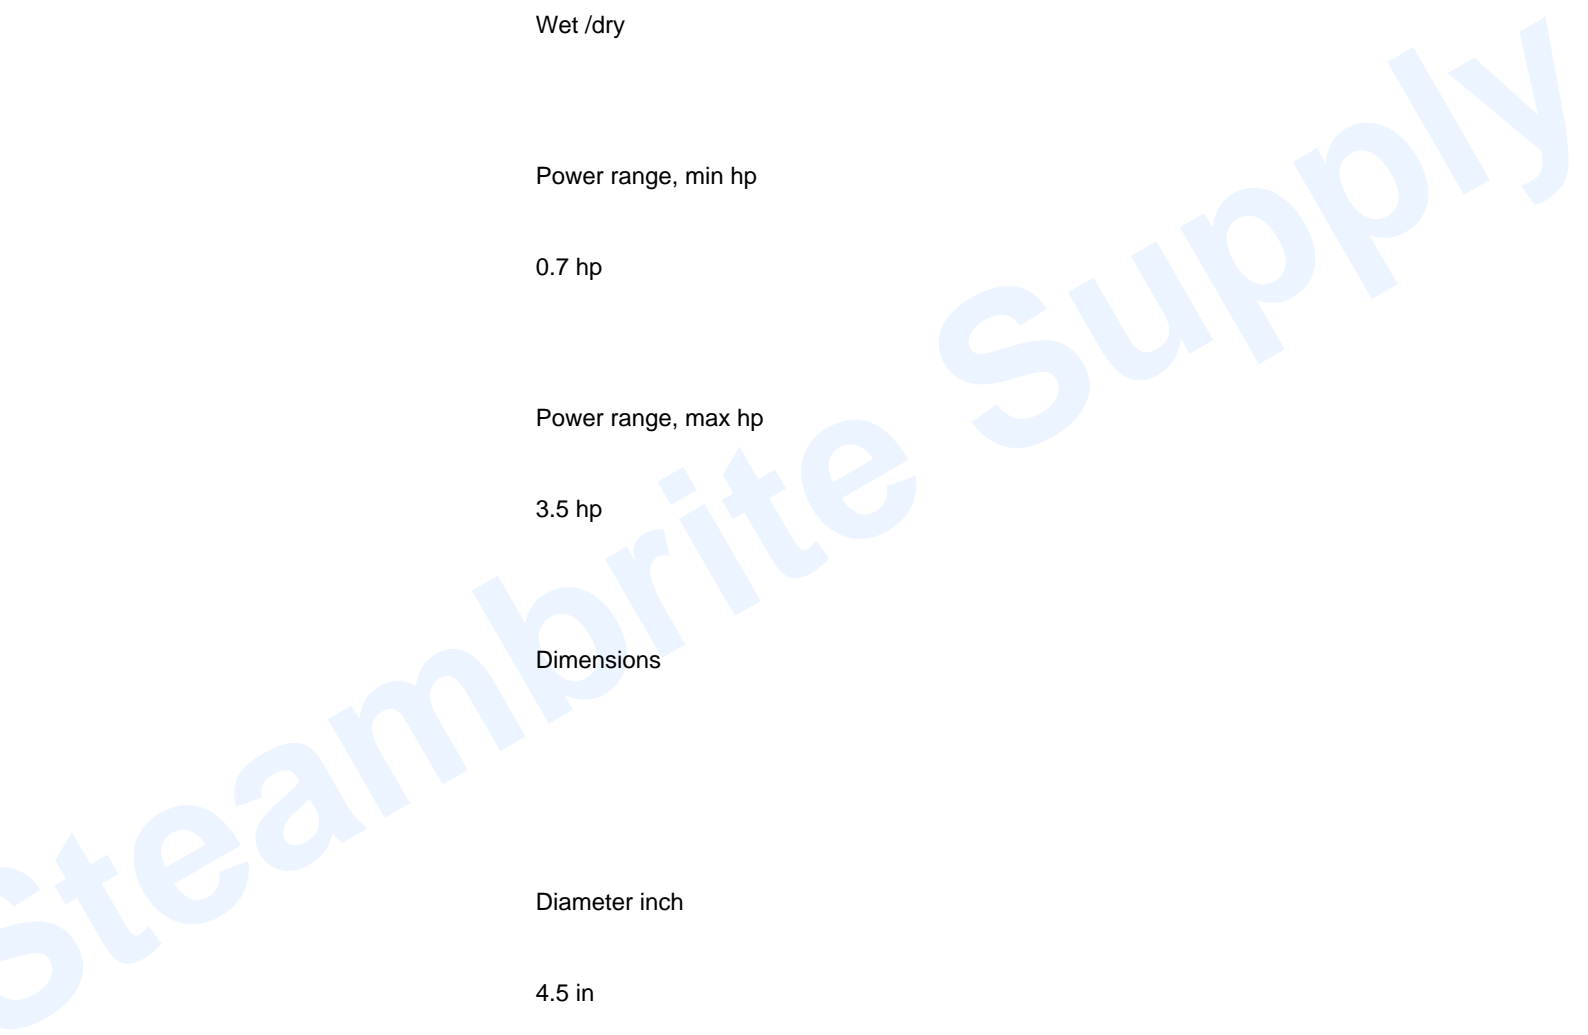 Wet /dry
Power range, min hp
0.7 hp
Power range, max hp
3.5 hp
Dimensions
Diameter inch
4.5 in
Steambrite Supply